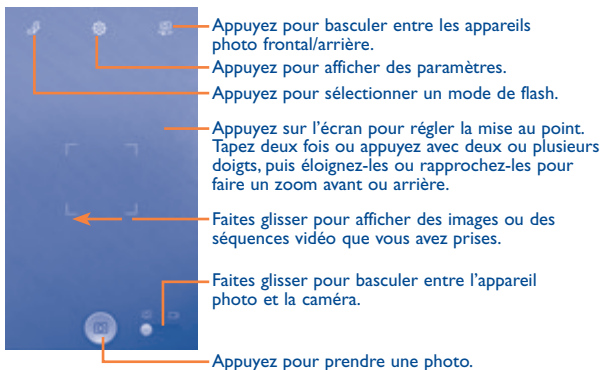 Appuyez pour basculer entre les appareils
photo frontal/arrière.
Appuyez pour afficher des paramètres.
Appuyez pour sélectionner un mode de flash.
Appuyez sur l'écran pour régler la mise au point.
Tapez deux fois ou appuyez avec deux ou plusieurs
doigts, puis éloignez-les ou rapprochez-les pour
faire un zoom avant ou arrière.
Faites glisser pour afficher des images ou des
séquences vidéo que vous avez prises.
Faites glisser pour basculer entre l'appareil
photo et la caméra.
Appuyez pour prendre une photo.